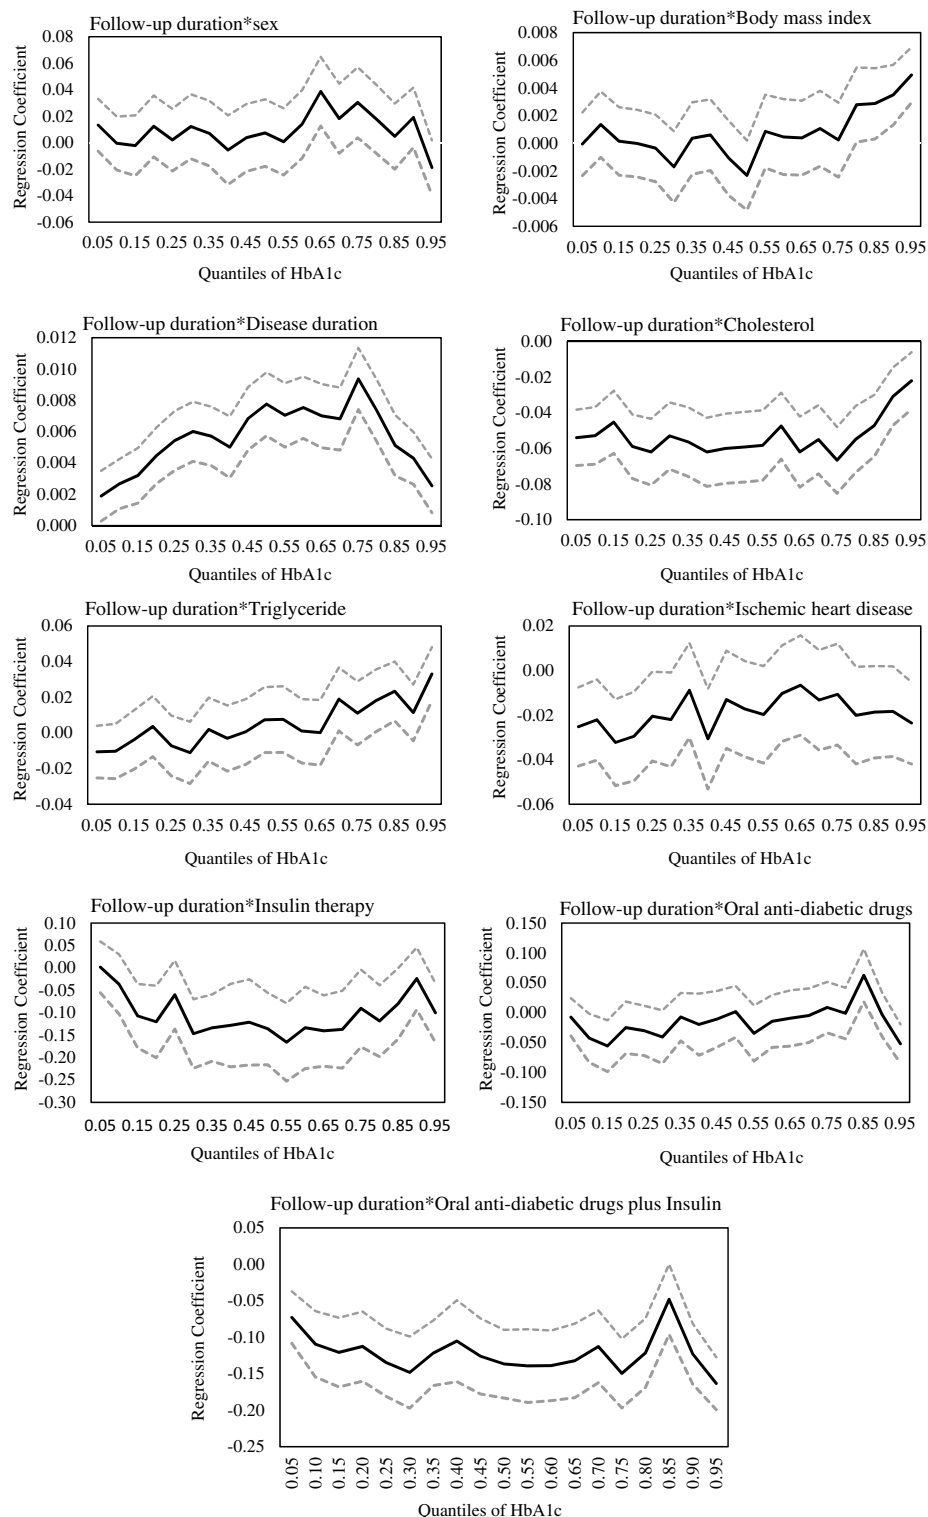 Follow-up duration*sex
Regression Coefficient
0.08
0.06
0.04
0.02
0.00
-0.02
-0.04
-0.06
0.05 0.15 0.25 0.35 0.45 0.55 0.65 0.75 0.85 0.95
Quantiles of HbA1c
Follow-up duration*Body mass index
Regression Coefficient
0.008
0.006
0.004
0.002
0.000
-0.002
-0.004
-0.006
0.05 0.15 0.25 0.35 0.45 0.55 0.65 0.75 0.85 0.95
Quantiles of HbA1c
Follow-up duration*Disease duration
Regression Coefficient
0.012
0.010
0.008
0.006
0.004
0.002
0.000
0.05 0.15 0.25 0.35 0.45 0.55 0.65 0.75 0.85 0.95
Quantiles of HbA1c
Follow-up duration*Cholesterol
Regression Coefficient
0.00
-0.02
-0.04
-0.06
-0.08
-0.10
0.05 0.15 0.25 0.35 0.45 0.55 0.65 0.75 0.85 0.95
Quantiles of HbA1c
Follow-up duration*Triglyceride
Regression Coefficient
0.06
0.04
0.02
0.00
-0.02
-0.04
0.05 0.15 0.25 0.35 0.45 0.55 0.65 0.75 0.85 0.95
Quantiles of HbA1c
Follow-up duration*Ischemic heart disease
Regression Coefficient
0.02
0.00
-0.02
-0.04
-0.06
0.05 0.15 0.25 0.35 0.45 0.55 0.65 0.75 0.85 0.95
Quantiles of HbA1c
Follow-up duration*Insulin therapy
Regression Coefficient
0.10
0.05
0.00
-0.05
-0.10
-0.15
-0.20
-0.25
-0.30
0.05 0.15 0.25 0.35 0.45 0.55 0.65 0.75 0.85 0.95
Quantiles of HbA1c
Follow-up duration*Oral anti-diabetic drugs
Regression Coefficient
0.150
0.100
0.050
0.000
-0.050
-0.100
-0.150
0.05 0.15 0.25 0.35 0.45 0.55 0.65 0.75 0.85 0.95
Quantiles of HbA1c
Follow-up duration*Oral anti-diabetic drugs plus Insulin
Regression Coefficient
0.05
0.00
-0.05
-0.10
-0.15
-0.20
-0.25
0.05 0.10 0.15 0.20 0.25 0.30 0.35 0.40 0.45 0.50 0.55 0.60 0.65 0.70 0.75 0.80 0.85 0.90 0.95
Quantiles of HbA1c